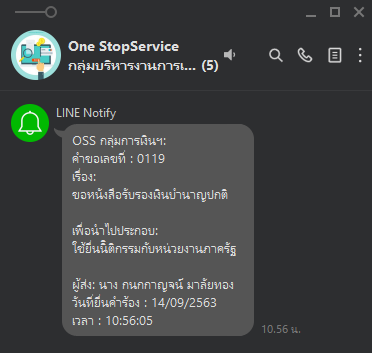 One StopService
กลุ่มบริหารงานการเ... (5)
LINE Notify
OSS กลุ่มการเงินฯ:
คำขอเลขที่ : 0119
เรื่อง:
ขอหนังสือรับรองเงินบำนาญปกติ
เพื่อนำไปประกอบ:
ใช้ยื่นนิติกรรมกับหน่วยงานภาครัฐ
ผู้ส่ง: นาง กนกกาญจน์ มาลัยทอง
วันที่ยื่นคำร้อง : 14/09/2563
เวลา : 10:56:05
10.56 น.